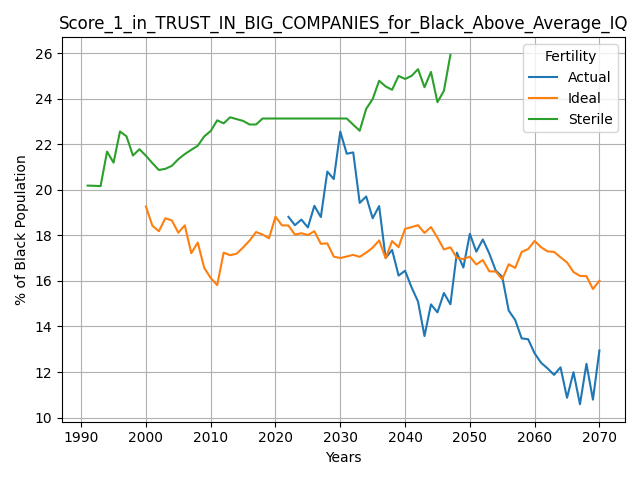 Score_1_in_TRUST_IN_BIG_COMPANIES_for_Black_Above_Average_IQ
Fertility
Actual
Ideal
Sterile
% of Black Population
26
24
22
20
18
16
14
12
10
1990
2000
2010
2020
2030
2040
2050
2060
2070
Years